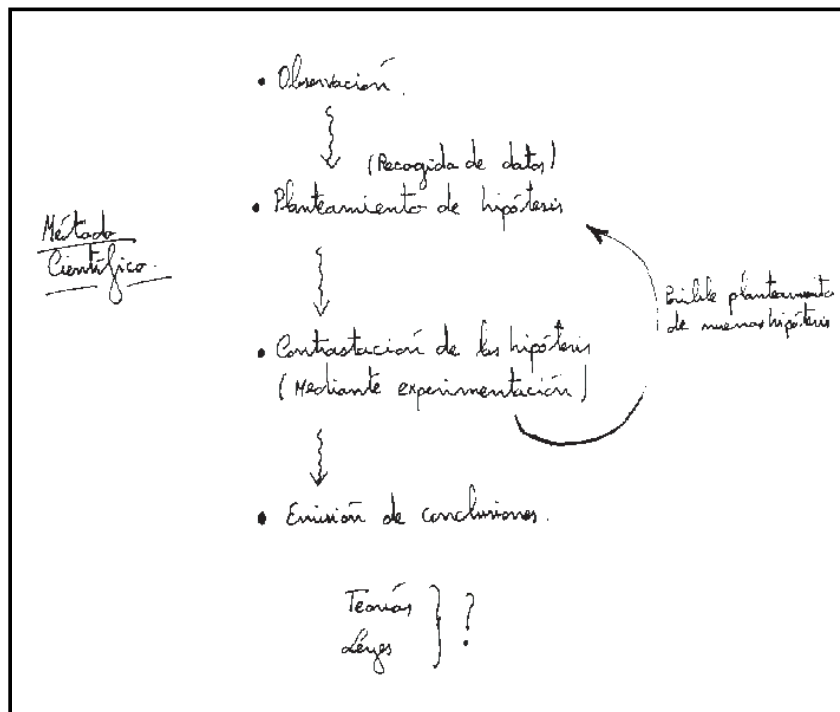 • Observación.
(Recogida de datos)
• Planteamiento de hipótesis
Método
Científico.
Posible planteamiento
de nuevas hipótesis
• Contrastación de las hipótesis
(Mediante experimentación)
• Emisión de conclusiones.
Teorías
Leyes
?